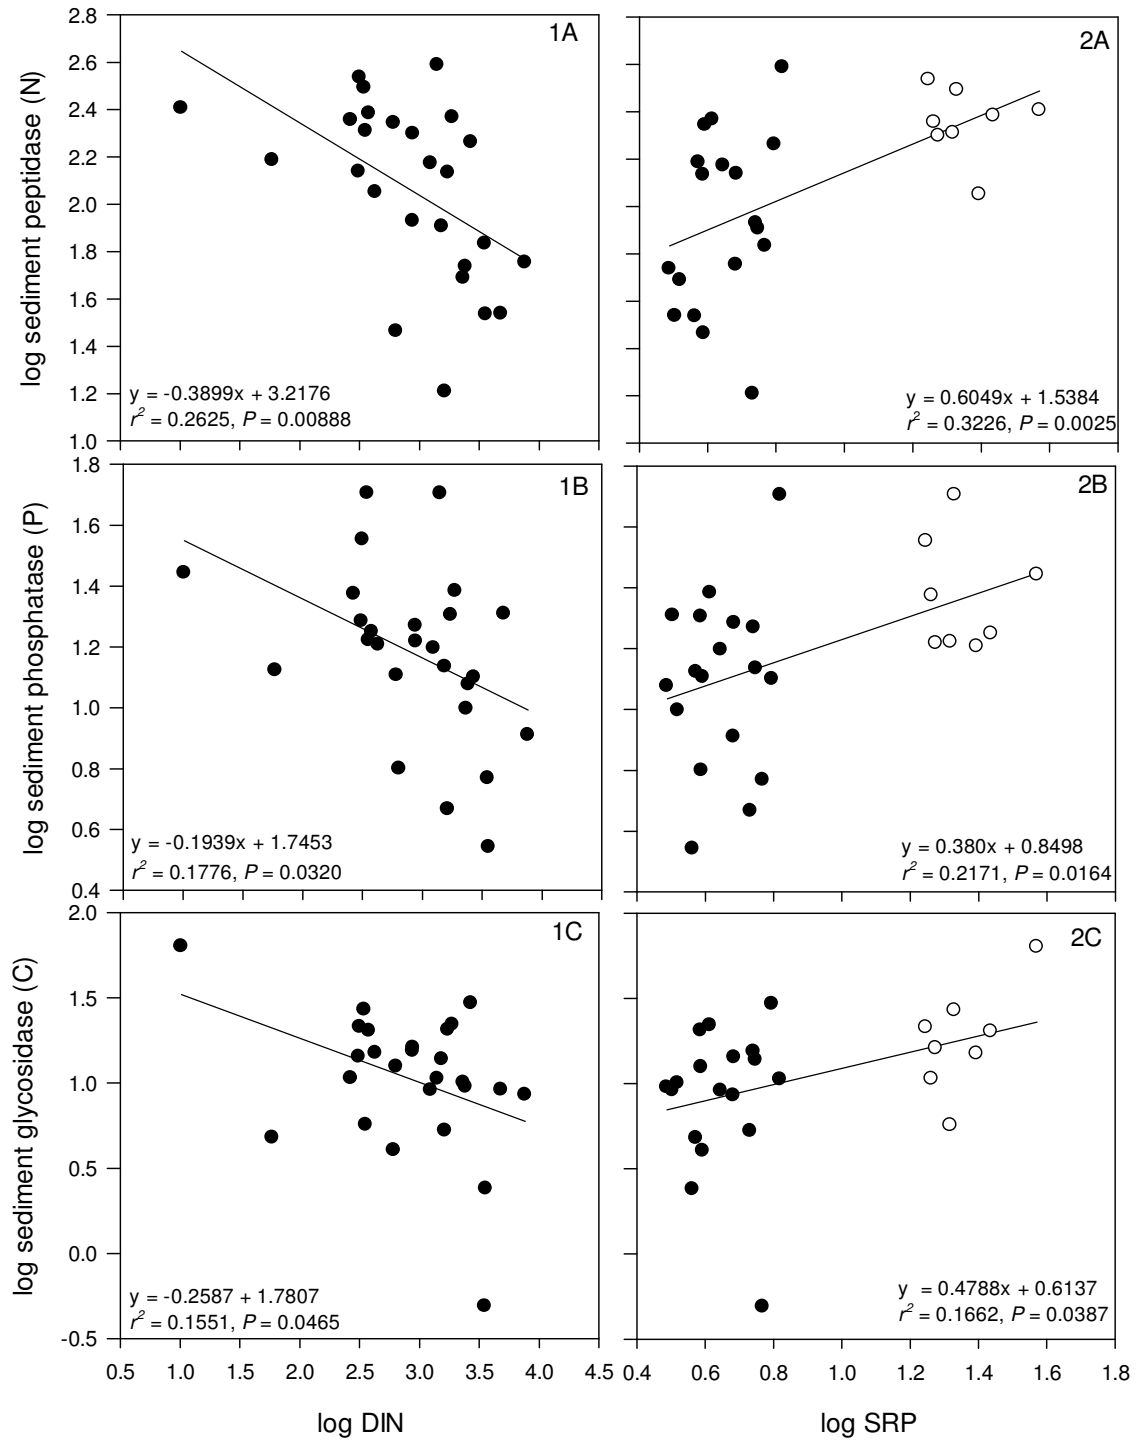 1A
log sediment peptidase (N)
2.8
2.6
2.4
2.2
2.0
1.8
1.6
1.4
1.2
1.0
y = -0.3899x + 3.2176
r2 = 0.2625, P = 0.00888
2A
y = 0.6049x + 1.5384
r2 = 0.3226, P = 0.0025
1B
log sediment phosphatase (P)
1.8
1.6
1.4
1.2
1.0
0.8
0.6
0.4
y = -0.1939x + 1.7453
r2 = 0.1776, P = 0.0320
2B
y = 0.380x + 0.8498
r2 = 0.2171, P = 0.0164
1C
log sediment glycosidase (C)
2.0
1.5
1.0
0.5
0.0
-0.5
y = -0.2587 + 1.7807
r2 = 0.1551, P = 0.0465
0.5 1.0 1.5 2.0 2.5 3.0 3.5 4.0 4.5
log DIN
2C
y = 0.4788x + 0.6137
r2 = 0.1662, P = 0.0387
0.4 0.6 0.8 1.0 1.2 1.4 1.6 1.8
log SRP